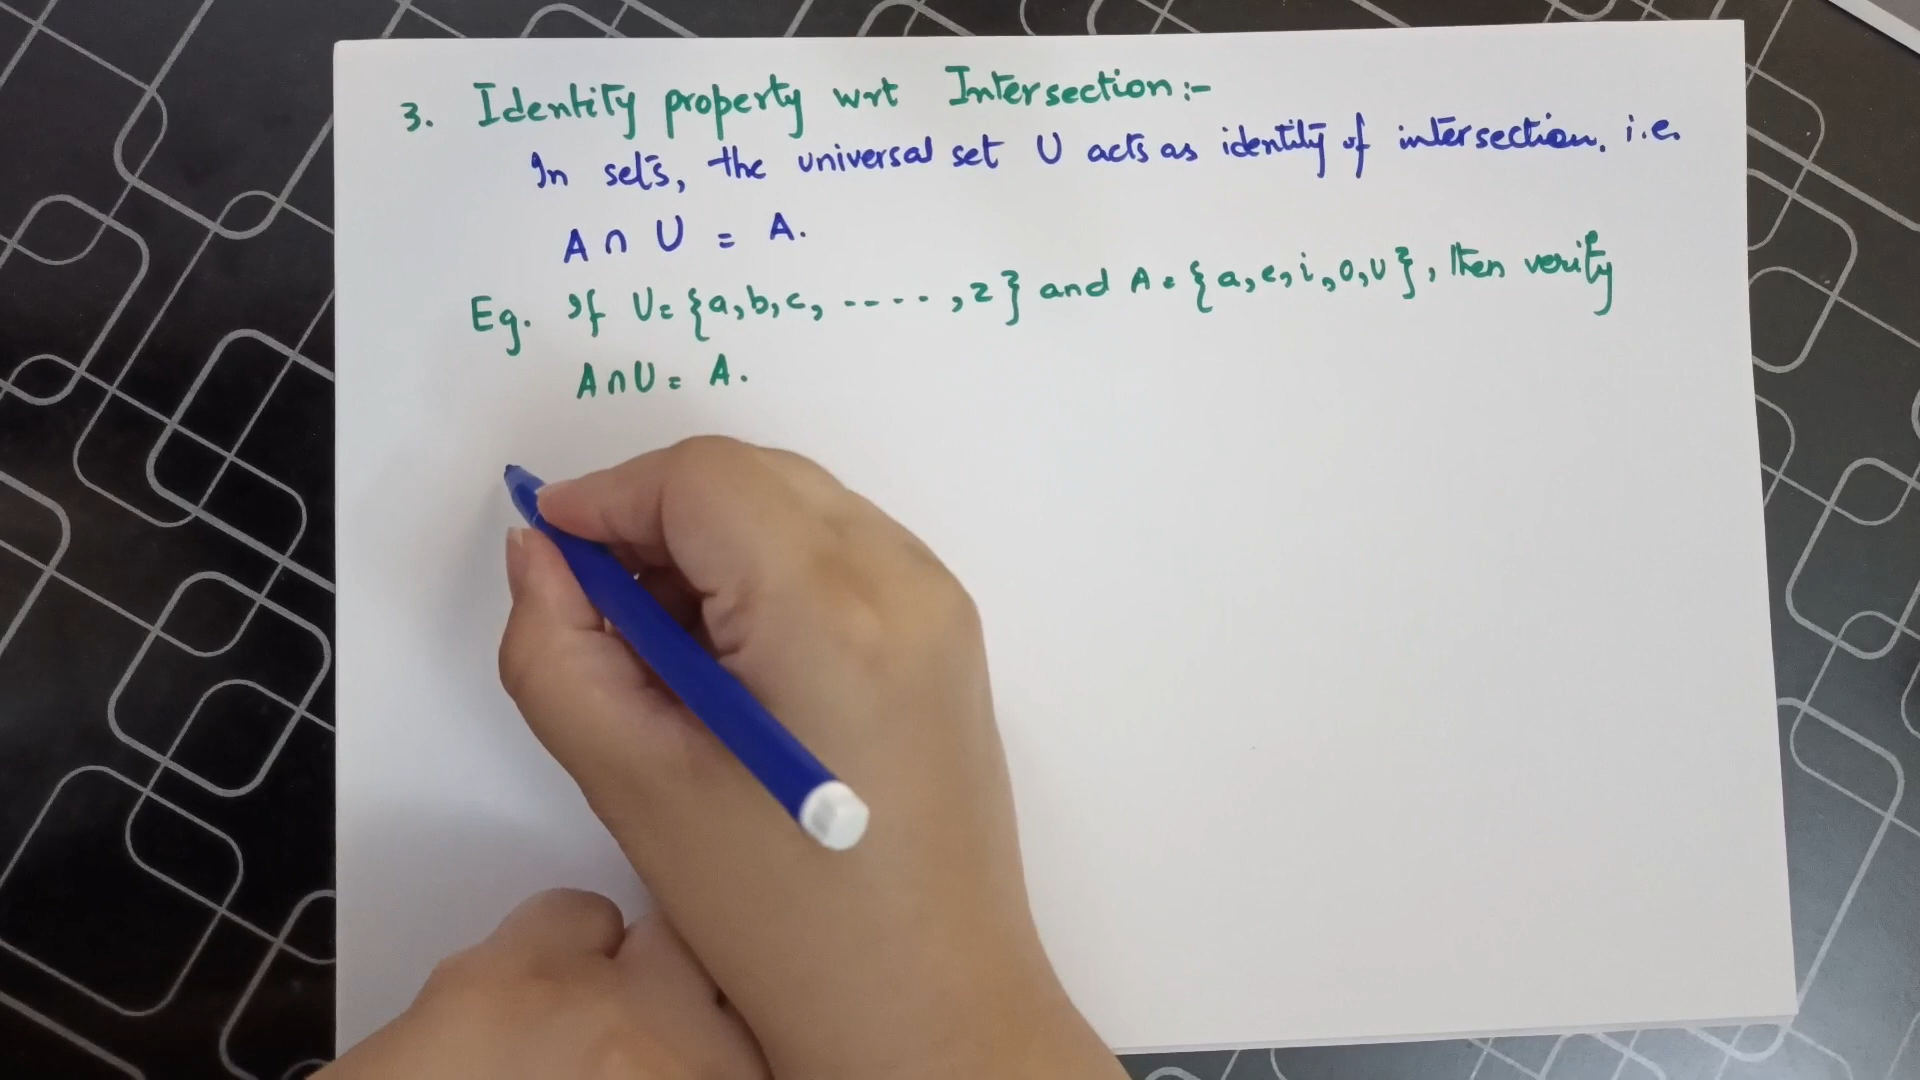 3. Identity property wrt Intersection:-
In sets, the universal set U acts as identity of intersection. i.e.
A ∩ U = A.
Eg. If U = {a, b, c, ----, z} and A = {a, e, i, o, u}, then verify
A ∩ U = A.